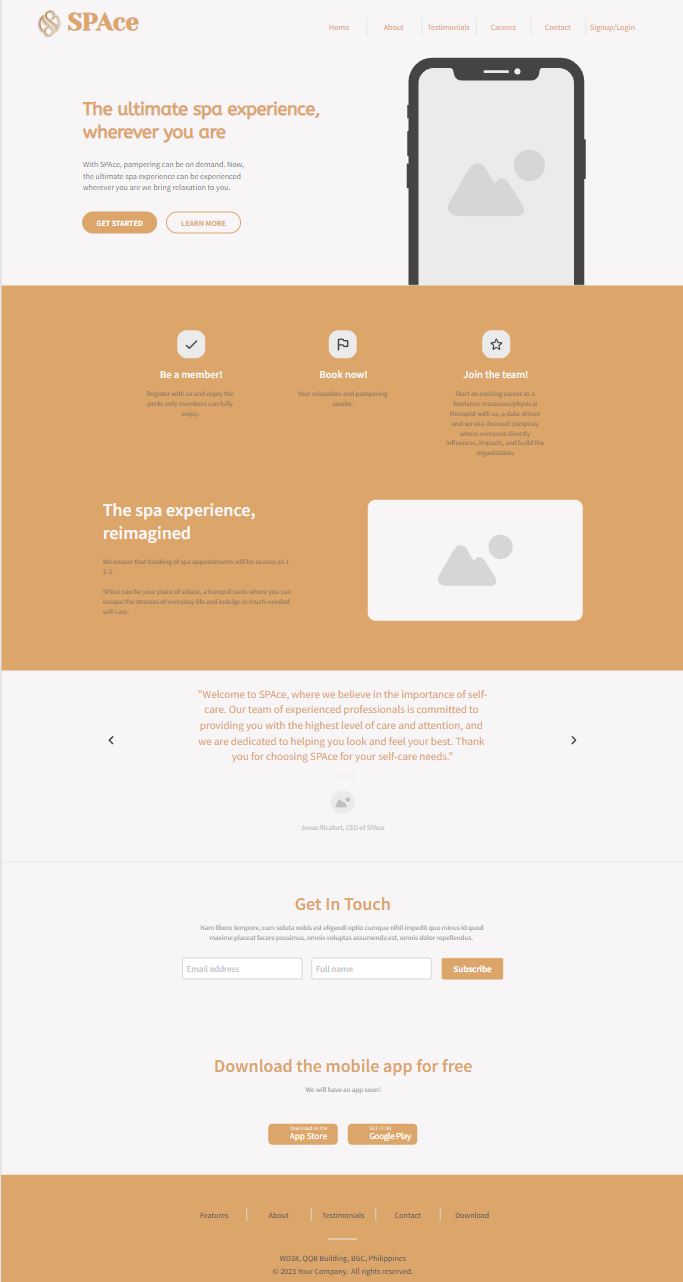 SPAce
Home
About
Testimonials
Careers
Contact
Signup/Login
The ultimate spa experience,
wherever you are
With SPAce, pampering can be on demand. Now,
the ultimate spa experience can be experienced
wherever you are we bring relaxation to you.
GET STARTED
LEARN MORE
Be a member!
Register with us and enjoy the
perks only members can fully
enjoy.
Book now!
Your relaxation and pampering
awaits.
Join the team!
Start an exciting career as a
freelance masseuse/physical
therapist with us, a data-driven
and service-focused company
where everyone directly
influences, impacts, and build the
organization.
The spa experience,
reimagined
We ensure that booking of spa appointments will be as easy as 1-
2-3.
SPAce can be your place of solace, a tranquil oasis where you can
escape the stresses of everyday life and indulge in much-needed
self-care.
"Welcome to SPAce, where we believe in the importance of self-
care. Our team of experienced professionals is committed to
providing you with the highest level of care and attention, and
we are dedicated to helping you look and feel your best. Thank
you for choosing SPAce for your self-care needs."
Jonas Ricafort, CEO of SPAce
Get In Touch
Nam libero tempore, cum soluta nobis est eligendi optio cumque nihil impedit quo minus id quod
maxime placeat facere possimus, omnis voluptas assumenda est, omnis dolor repellendus.
Email address
Full name
Subscribe
Download the mobile app for free
We will have an app soon!
Download on the
App Store
GET IT ON
Google Play
Features
About
Testimonials
Contact
Download
WD38, QQB Building, BGC, Philippines
© 2023 Your Company. All rights reserved.